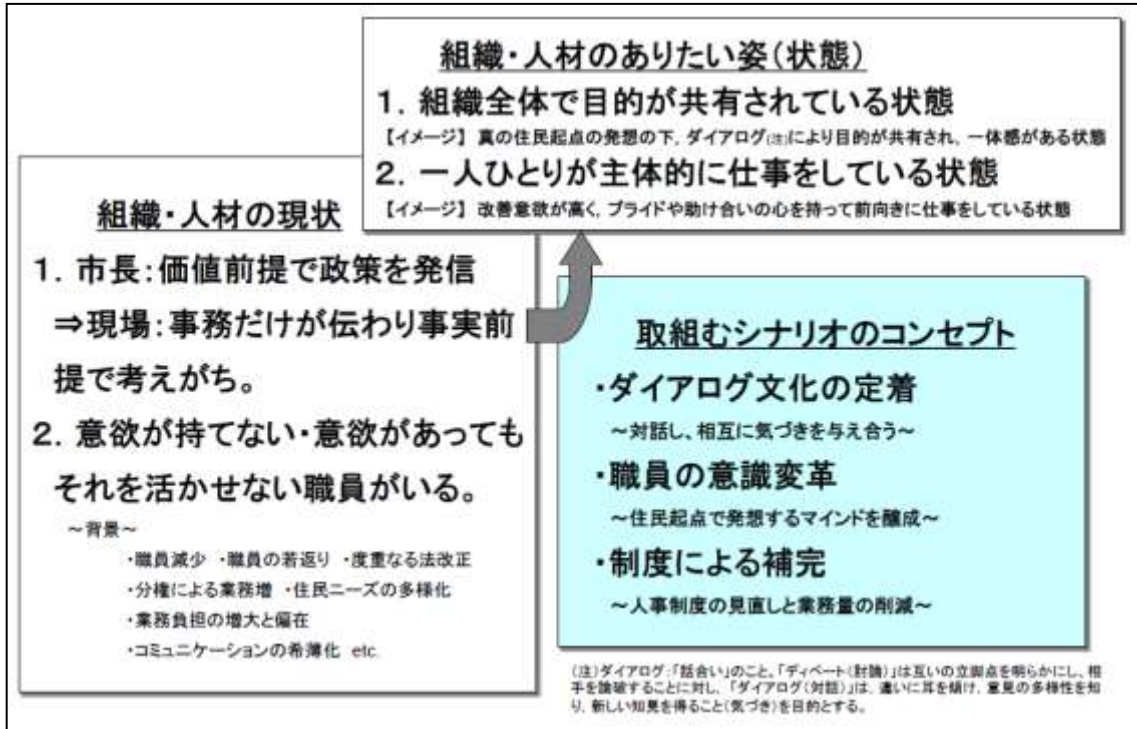 組織・人材のありたい姿(状態)
1．組織全体で目的が共有されている状態
【イメージ】 真の住民起点の発想の下，ダイアログ(注)により目的が共有され，一体感がある状態
2．一人ひとりが主体的に仕事をしている状態
【イメージ】 改善意欲が高く，プライドや助け合いの心を持って前向きに仕事をしている状態
組織・人材の現状
1．市長：価値前提で政策を発信
⇒現場：事務だけが伝わり事実前
提で考えがち。
2．意欲が持てない・意欲があっても
それを活かせない職員がいる。
～背景～
・職員減少 ・職員の若返り ・度重なる法改正
・分権による業務増 ・住民ニーズの多様化
・業務負担の増大と偏在
・コミュニケーションの希薄化 etc.
取組むシナリオのコンセプト
・ダイアログ文化の定着
～対話し、相互に気づきを与え合う～
・職員の意識変革
～住民起点で発想するマインドを醸成～
・制度による補完
～人事制度の見直しと業務量の削減～
(注)ダイアログ：「話合い」のこと。「ディベート(討論)」は互いの立脚点を明らかにし、相
手を論破することに対し、「ダイアログ(対話)」は、違いに耳を傾け，意見の多様性を知
り，新しい知見を得ること(気づき)を目的とする。